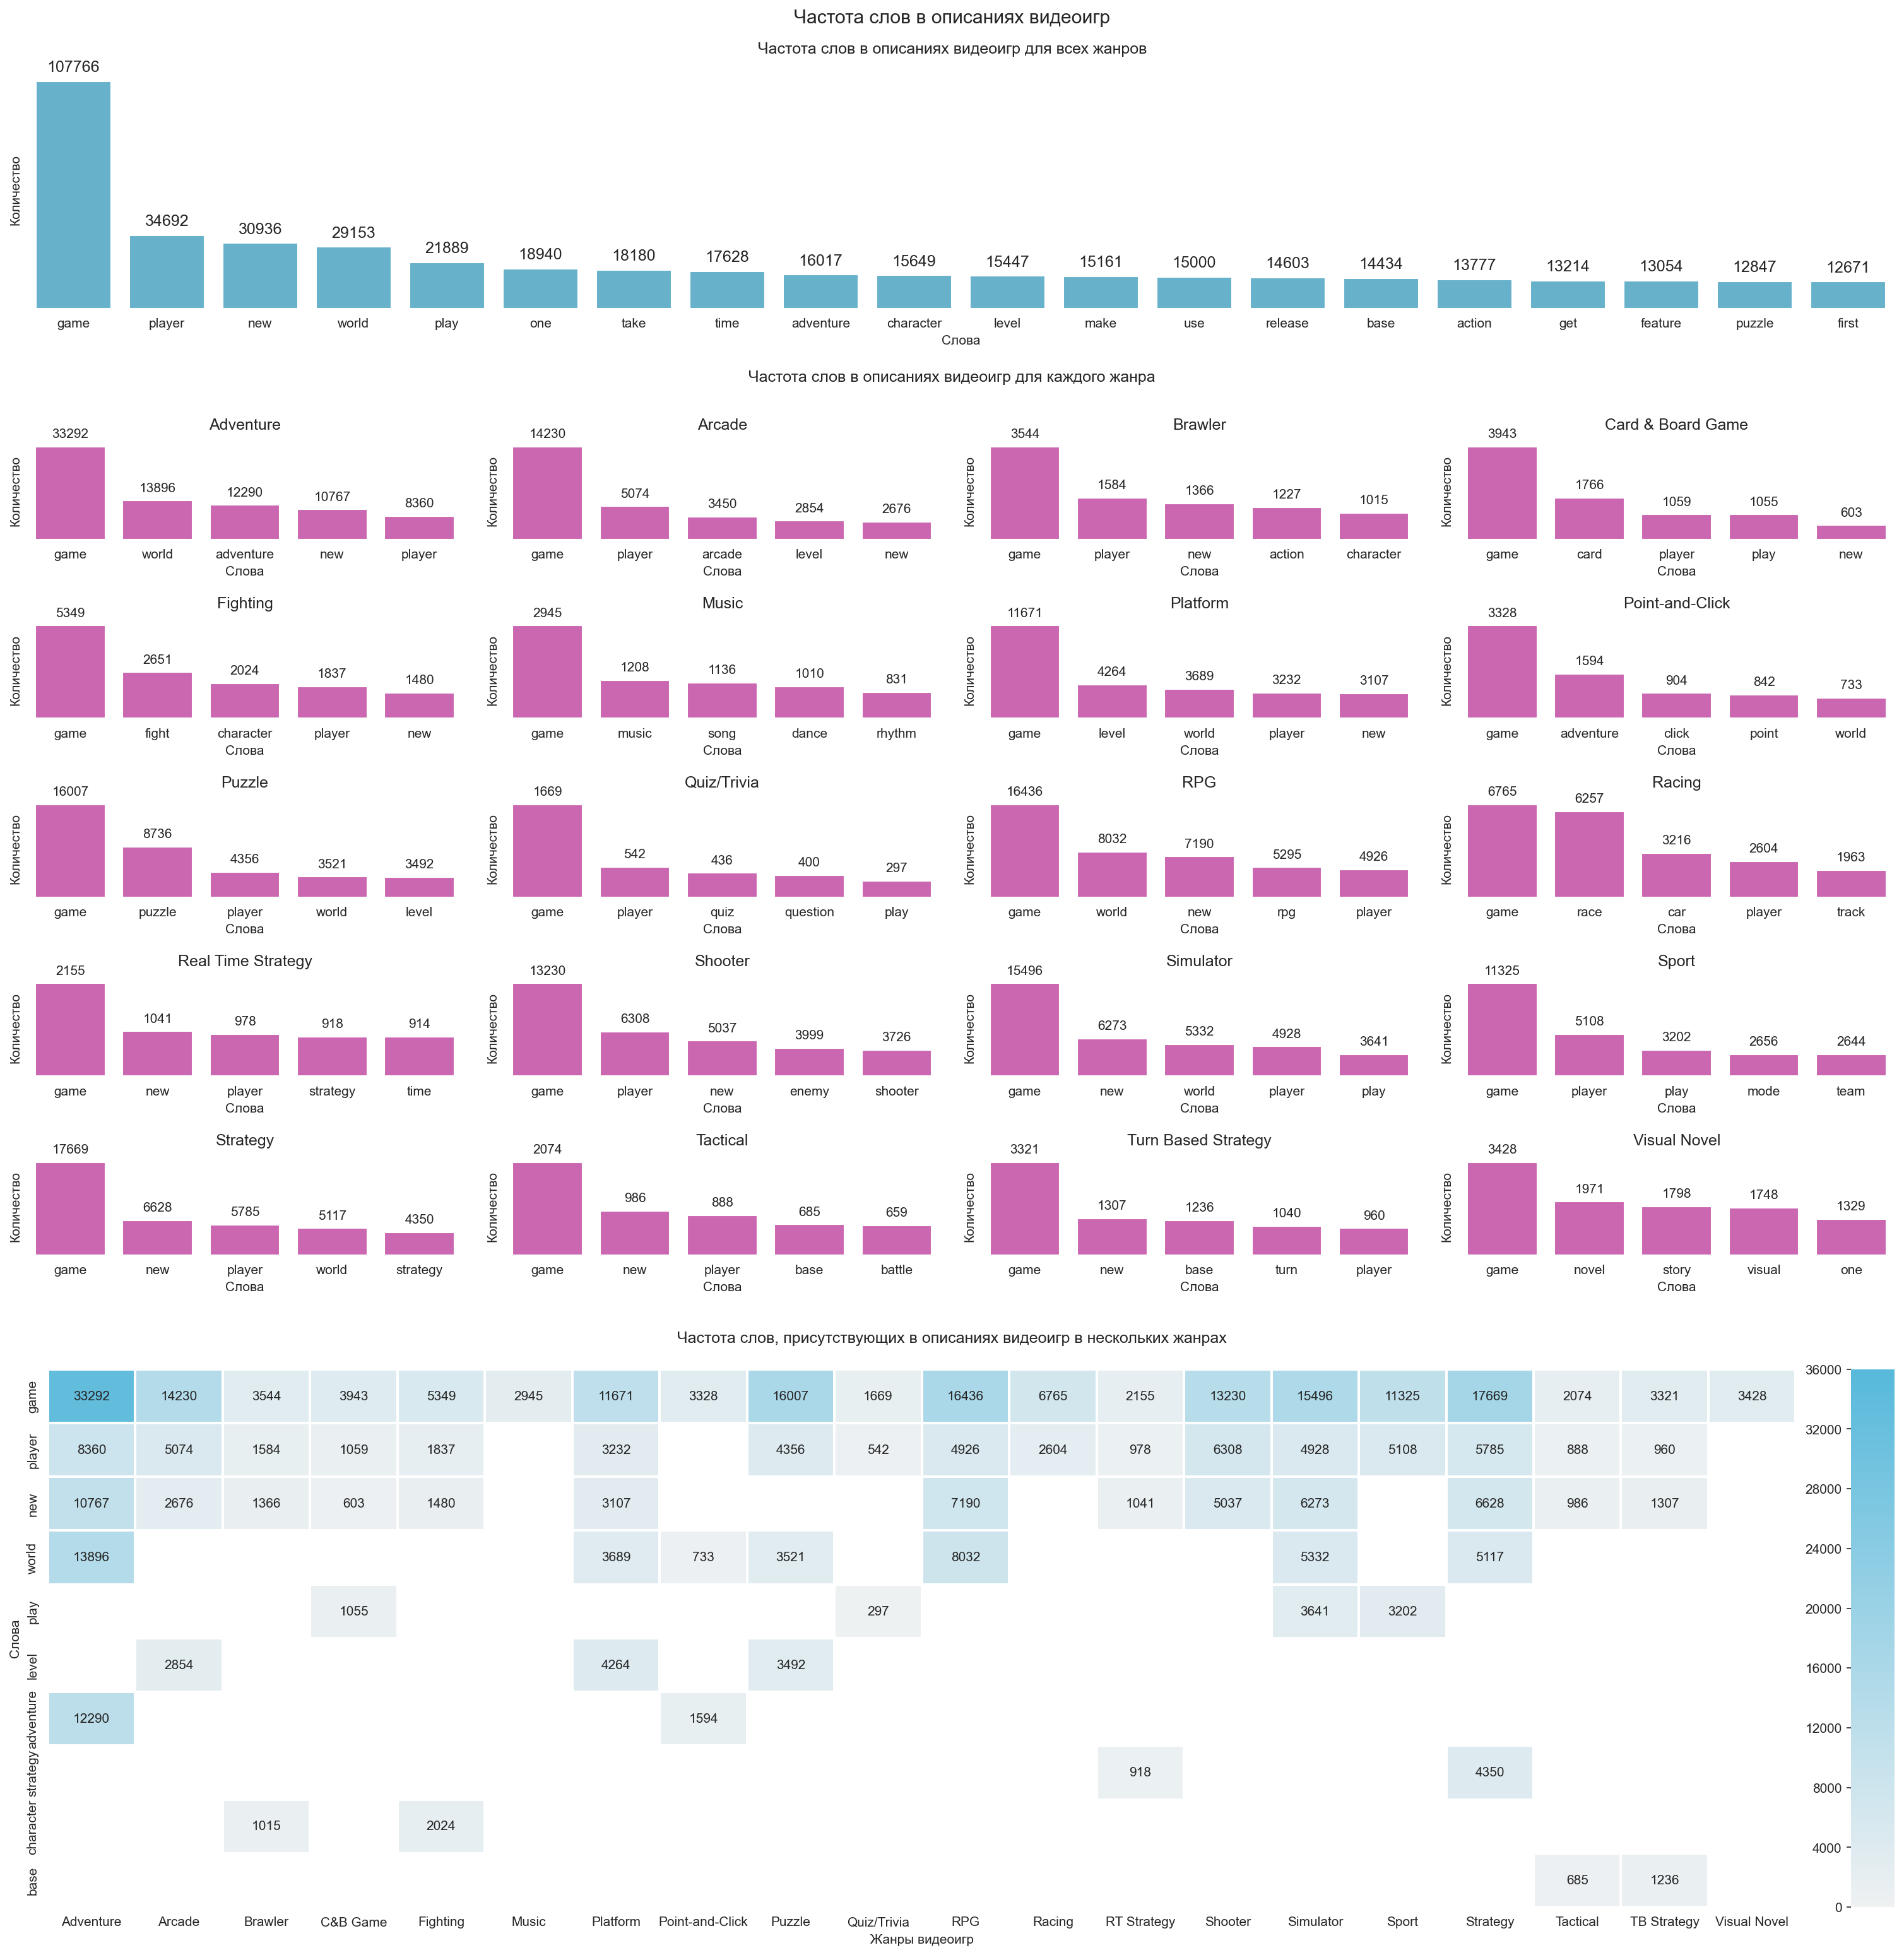 Частота слов в описаниях видеоигр
Частота слов в описаниях видеоигр для всех жанров
Количество
107766 34692 30936 29153 21889 18940 18180 17628 16017 15649 15447 15161 15000 14603 14434 13777 13214 13054 12847 12671
game player new world play one take time adventure character level make use release base action get feature puzzle first
Слова
Частота слов в описаниях видеоигр для каждого жанра
Adventure
Количество
33292 13896 12290 10767 8360
game world adventure new player
Слова
Arcade
Количество
14230 5074 3450 2854 2676
game player arcade level new
Слова
Brawler
Количество
3544 1584 1366 1227 1015
game player new action character
Слова
Card & Board Game
Количество
3943 1766 1059 1055 603
game card player play new
Слова
Fighting
Количество
5349 2651 2024 1837 1480
game fight character player new
Слова
Music
Количество
2945 1208 1136 1010 831
game music song dance rhythm
Слова
Platform
Количество
11671 4264 3689 3232 3107
game level world player new
Слова
Point-and-Click
Количество
3328 1594 904 842 733
game adventure click point world
Слова
Puzzle
Количество
16007 8736 4356 3521 3492
game puzzle player world level
Слова
Quiz/Trivia
Количество
1669 542 436 400 297
game player quiz question play
Слова
RPG
Количество
16436 8032 7190 5295 4926
game world new rpg player
Слова
Racing
Количество
6765 6257 3216 2604 1963
game race car player track
Слова
Real Time Strategy
Количество
2155 1041 978 918 914
game new player strategy time
Слова
Shooter
Количество
13230 6308 5037 3999 3726
game player new enemy shooter
Слова
Simulator
Количество
15496 6273 5332 4928 3641
game new world player play
Слова
Sport
Количество
11325 5108 3202 2656 2644
game player play mode team
Слова
Strategy
Количество
17669 6628 5785 5117 4350
game new player world strategy
Слова
Tactical
Количество
2074 986 888 685 659
game new player base battle
Слова
Turn Based Strategy
Количество
3321 1307 1236 1040 960
game new base turn player
Слова
Visual Novel
Количество
3428 1971 1798 1748 1329
game novel story visual one
Слова
Частота слов, присутствующих в описаниях видеоигр в нескольких жанрах
Слова
game 33292 14230 3544 3943 5349 2945 11671 3328 16007 1669 16436 6765 2155 13230 15496 11325 17669 2074 3321 3428
player 8360 5074 1584 1059 1837 3232 4356 542 4926 2604 978 6308 4928 5108 5785 888 960
new 10767 2676 1366 603 1480 3107 7190 1041 5037 6273 6628 986 1307
world 13896 3689 733 3521 8032 5332 5117
play 1055 297 3641 3202
level 2854 4264 3492
adventure 12290 1594
strategy 918 4350
character 1015 2024
base 685 1236
Adventure Arcade Brawler C&B Game Fighting Music Platform Point-and-Click Puzzle Quiz/Trivia RPG Racing RT Strategy Shooter Simulator Sport Strategy Tactical TB Strategy Visual Novel
Жанры видеоигр
36000
32000
28000
24000
20000
16000
12000
8000
4000
0